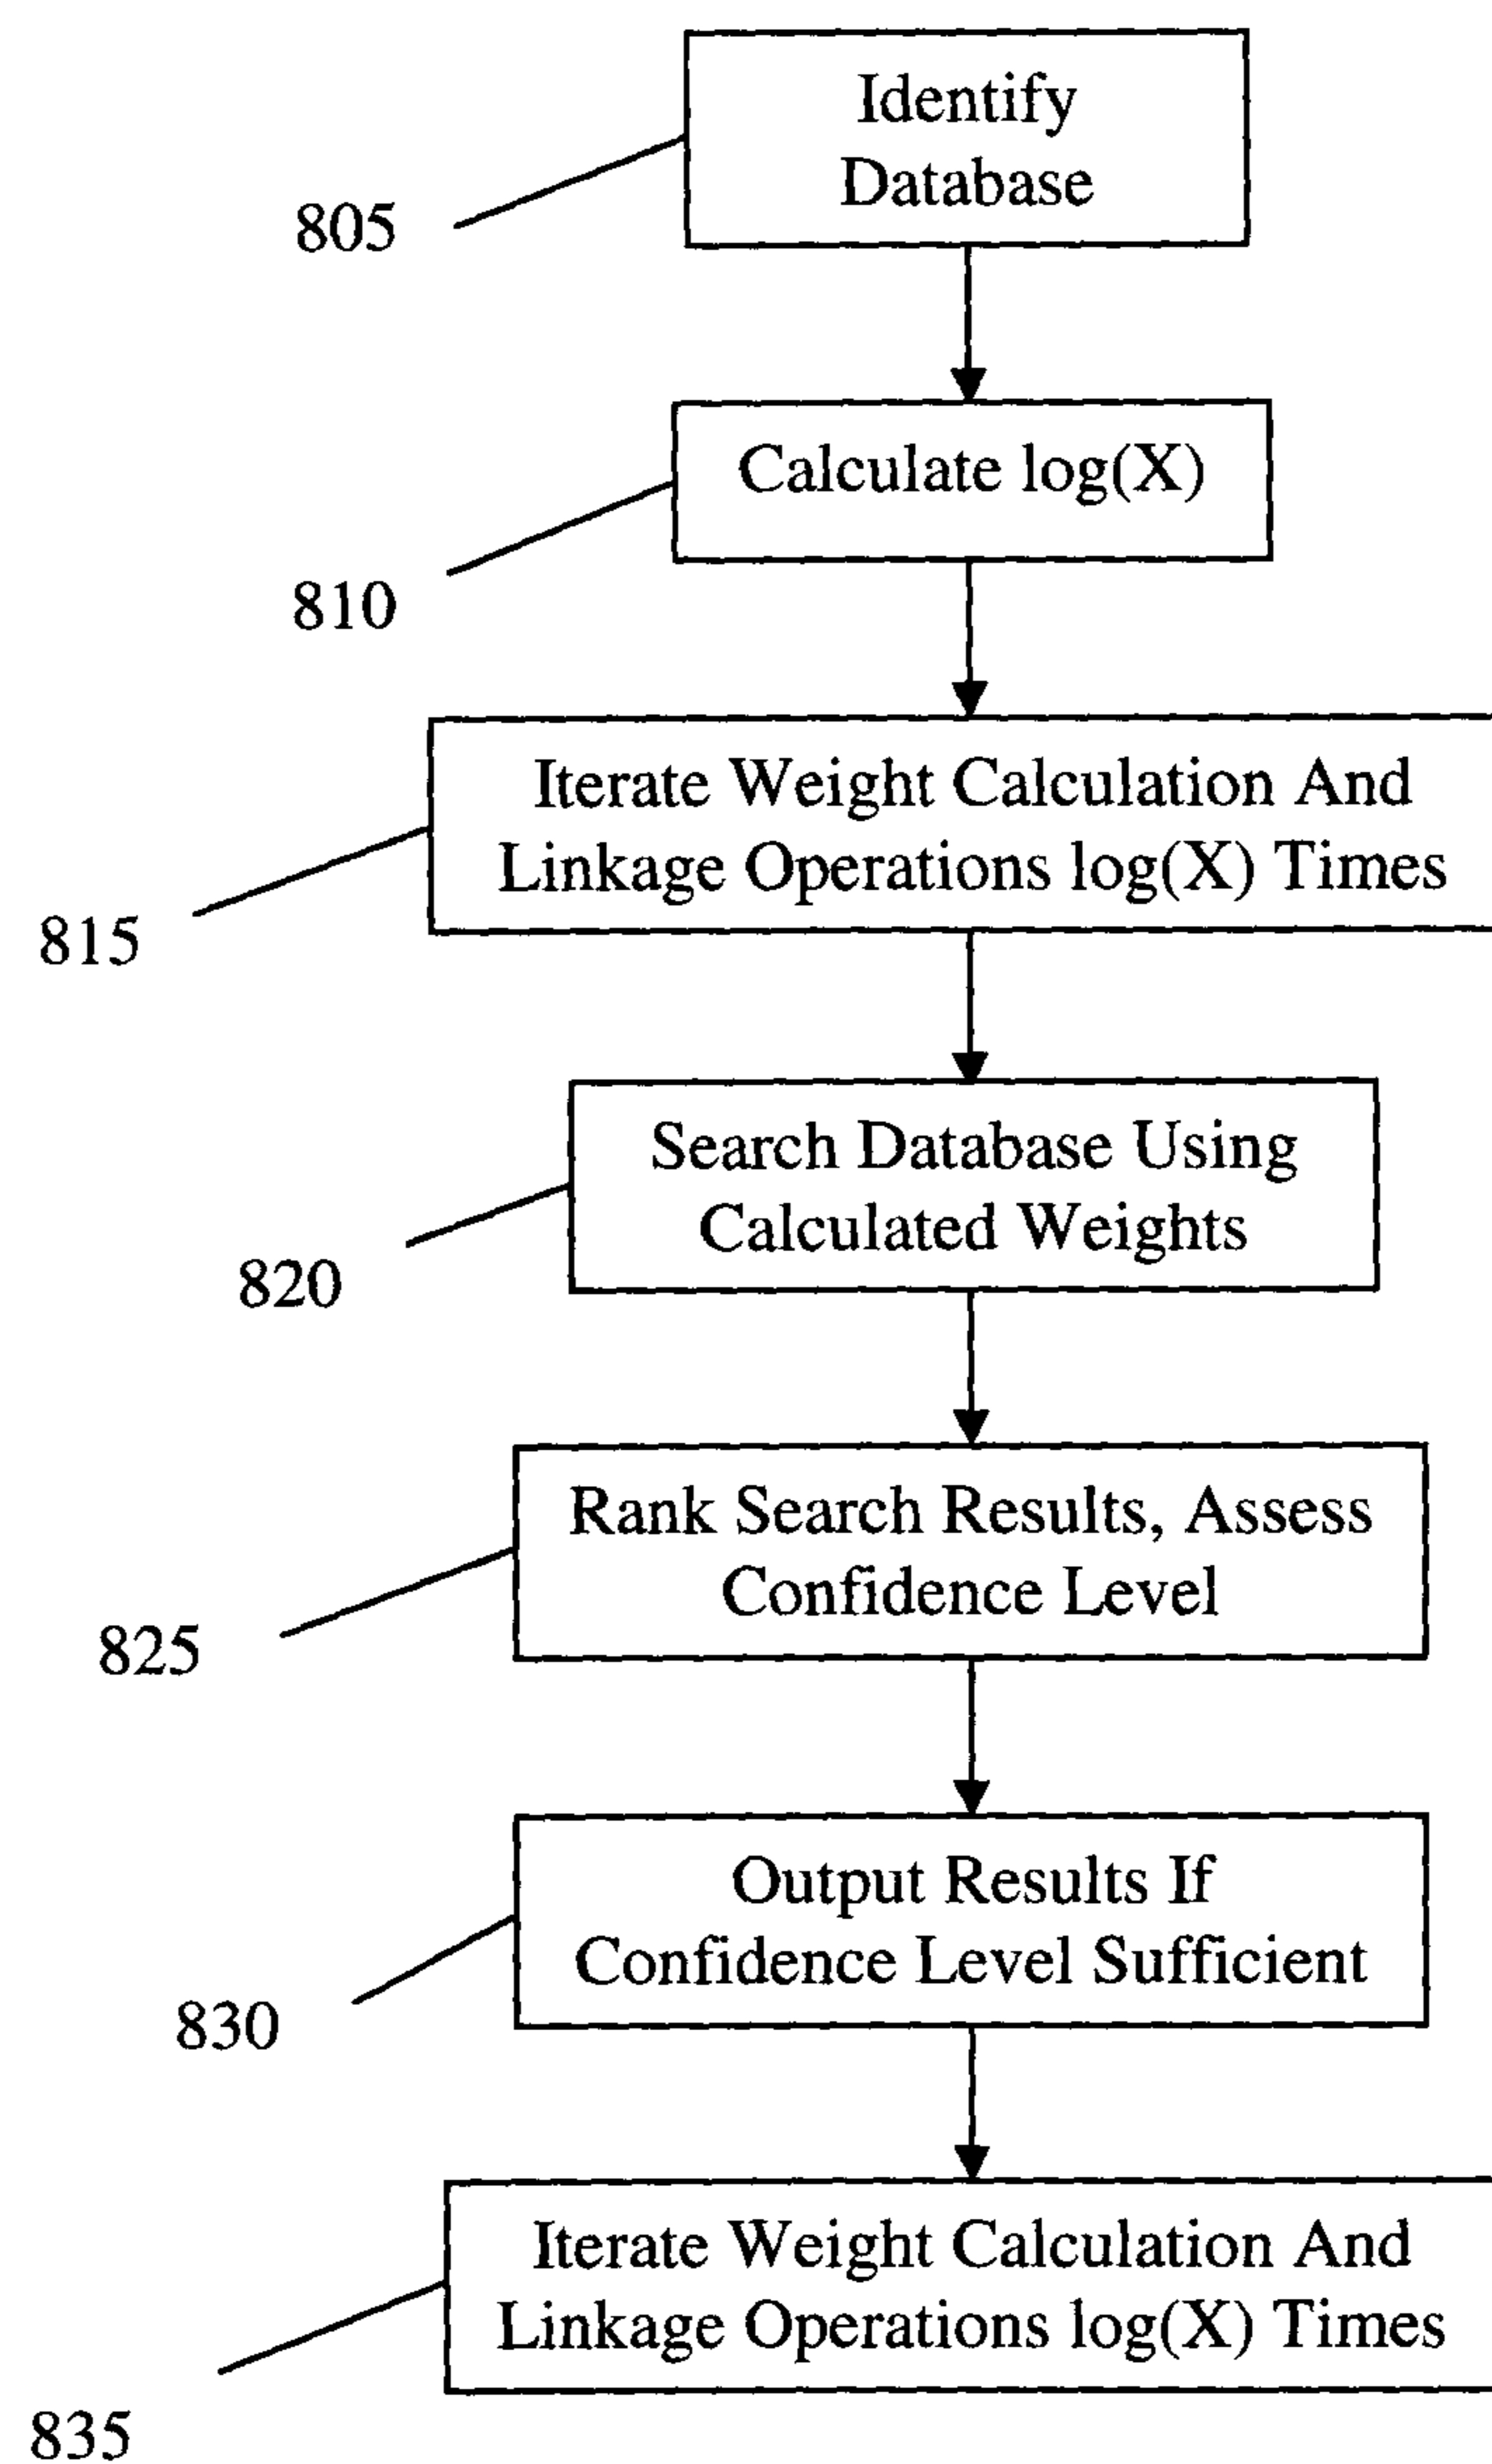 Identify
Database
805
Calculate log(X)
810
Iterate Weight Calculation And
Linkage Operations log(X) Times
815
Search Database Using
Calculated Weights
820
Rank Search Results, Assess
Confidence Level
825
Output Results If
Confidence Level Sufficient
830
Iterate Weight Calculation And
Linkage Operations log(X) Times
835